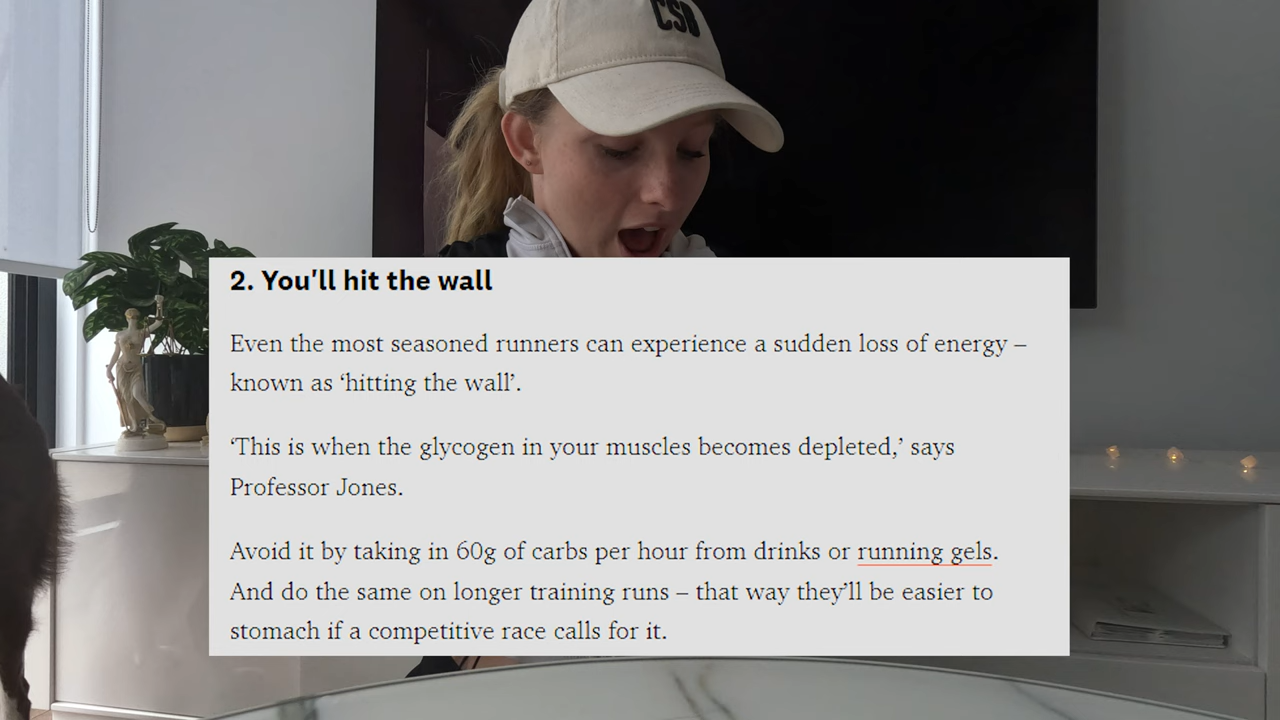 CSB
2. You'll hit the wall
Even the most seasoned runners can experience a sudden loss of energy –
known as ‘hitting the wall’.
‘This is when the glycogen in your muscles becomes depleted,’ says
Professor Jones.
Avoid it by taking in 60g of carbs per hour from drinks or running gels.
And do the same on longer training runs – that way they’ll be easier to
stomach if a competitive race calls for it.